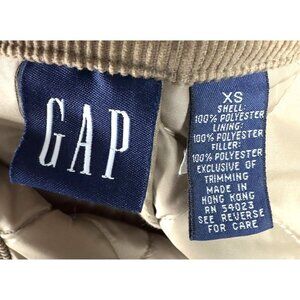 GAP
XS
SHELL:
100% POLYESTER
LINING:
100% POLYESTER
FILLER:
100% POLYESTER
EXCLUSIVE OF
TRIMMING
MADE IN
HONG KONG
RN 54023
SEE REVERSE
FOR CARE